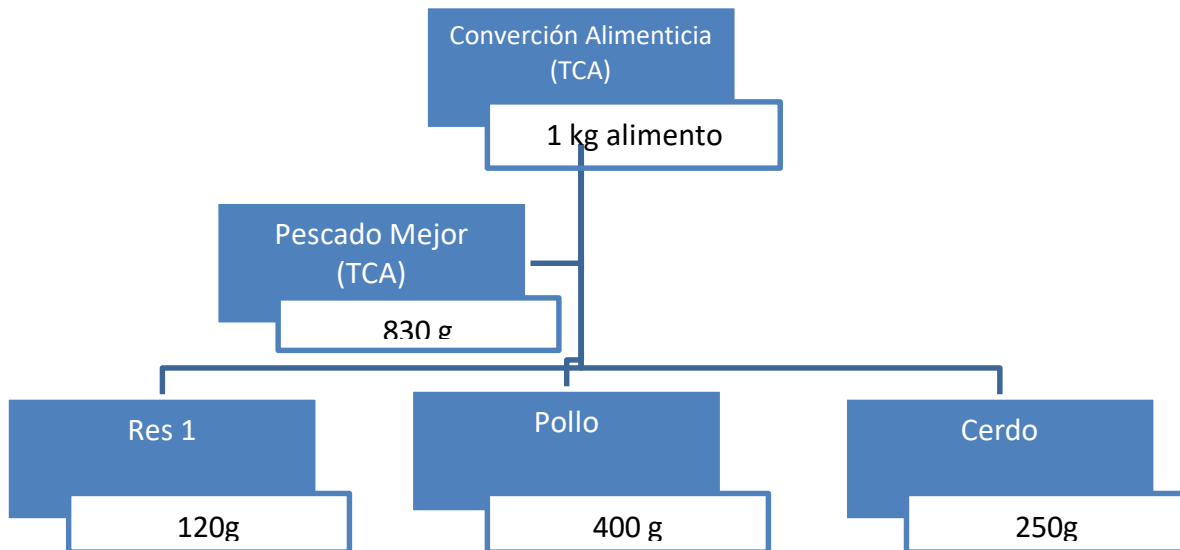 Converción Alimenticia
(TCA)
1 kg alimento
Pescado Mejor
(TCA)
830 g
Res 1
120g
Pollo
400 g
Cerdo
250g